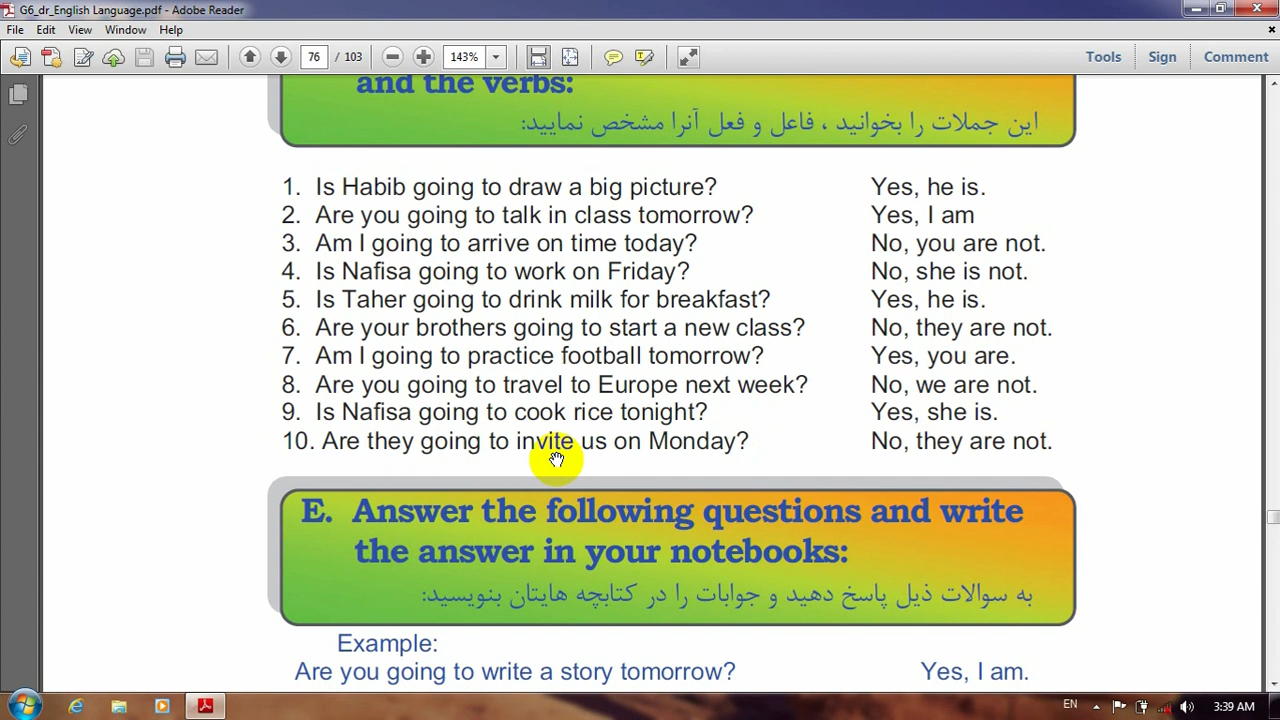 G6_dr_English Language.pdf - Adobe Reader
File Edit View Window Help
76 / 103 143% Tools Sign Comment
and the verbs:
این جملات را بخوانید ، فاعل و فعل آنرا مشخص نمایید:
1. Is Habib going to draw a big picture? Yes, he is.
2. Are you going to talk in class tomorrow? Yes, I am
3. Am I going to arrive on time today? No, you are not.
4. Is Nafisa going to work on Friday? No, she is not.
5. Is Taher going to drink milk for breakfast? Yes, he is.
6. Are your brothers going to start a new class? No, they are not.
7. Am I going to practice football tomorrow? Yes, you are.
8. Are you going to travel to Europe next week? No, we are not.
9. Is Nafisa going to cook rice tonight? Yes, she is.
10. Are they going to invite us on Monday? No, they are not.
E. Answer the following questions and write
the answer in your notebooks:
به سوالات ذیل پاسخ دهید و جوابات را در کتابچه هایتان بنویسید:
Example:
Are you going to write a story tomorrow? Yes, I am.
EN 3:39 AM